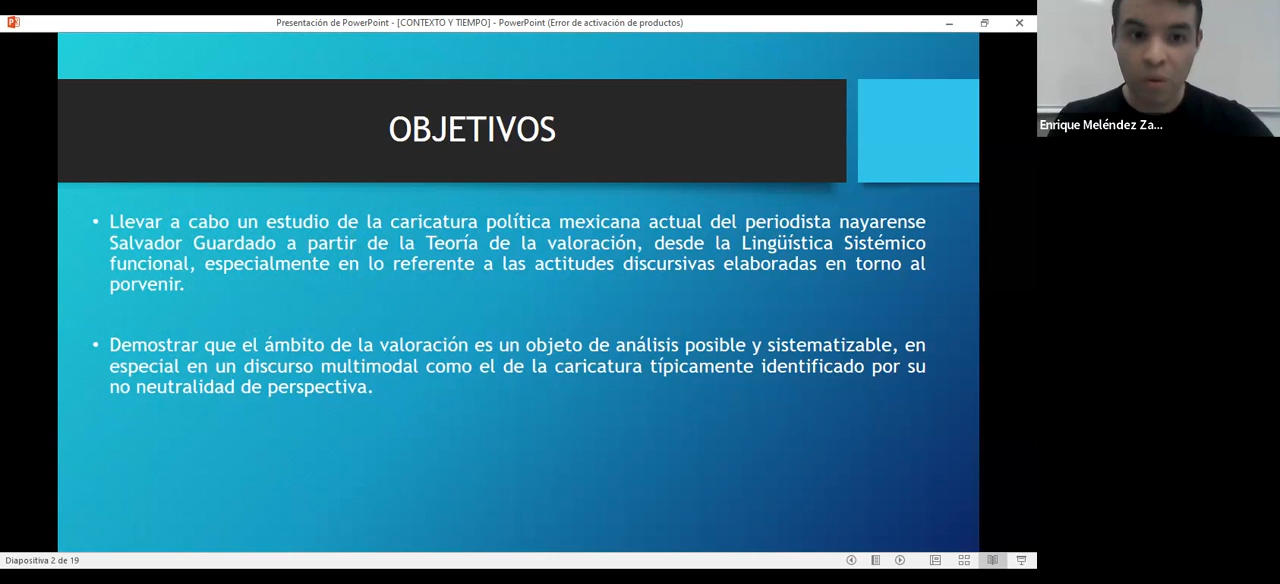 Presentación de PowerPoint - [CONTEXTO Y TIEMPO] - PowerPoint (Error de activación de productos)
Enrique Meléndez Za...
OBJETIVOS
• Llevar a cabo un estudio de la caricatura política mexicana actual del periodista nayarense
Salvador Guardado a partir de la Teoría de la valoración, desde la Lingüística Sistémico
funcional, especialmente en lo referente a las actitudes discursivas elaboradas en torno al
porvenir.
• Demostrar que el ámbito de la valoración es un objeto de análisis posible y sistematizable, en
especial en un discurso multimodal como el de la caricatura típicamente identificado por su
no neutralidad de perspectiva.
Diapositiva 2 de 19